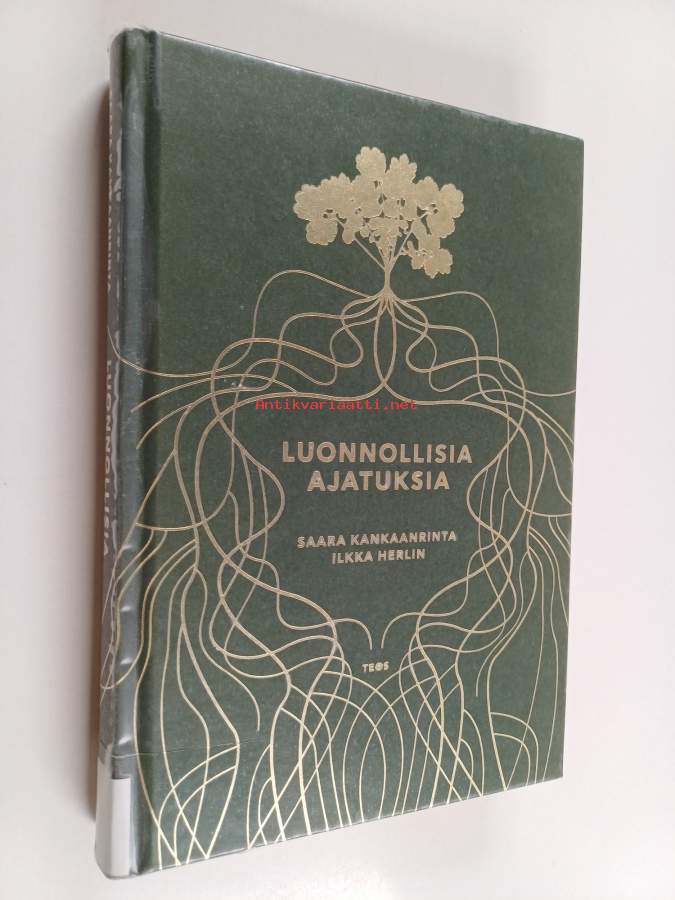 Antikvariaatti.net
LUONNOLLISIA
AJATUKSIA
SAARA KANKAANRINTA
ILKKA HERLIN
TEOS
LUONNOLLISIA